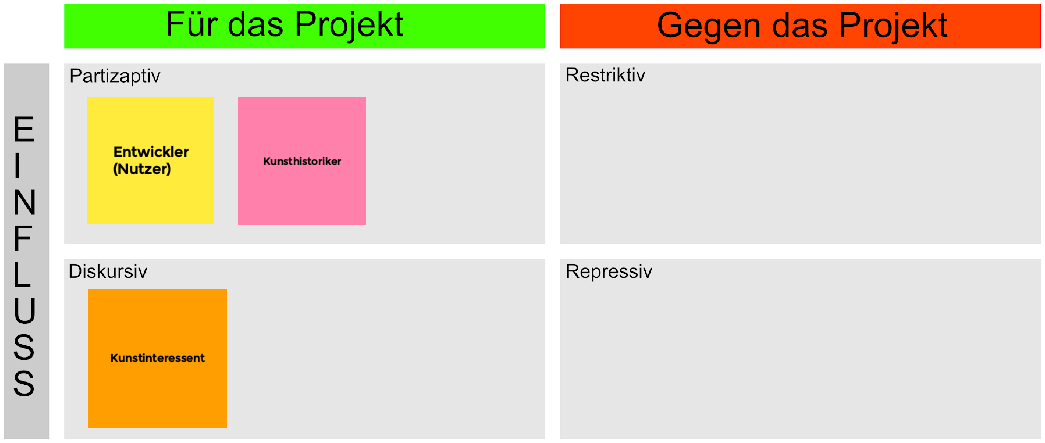 Für das Projekt
Gegen das Projekt
EINFLUSS
Partizaptiv
Restriktiv
Entwickler
(Nutzer)
Kunsthistoriker
Diskursiv
Repressiv
Kunstinteressent